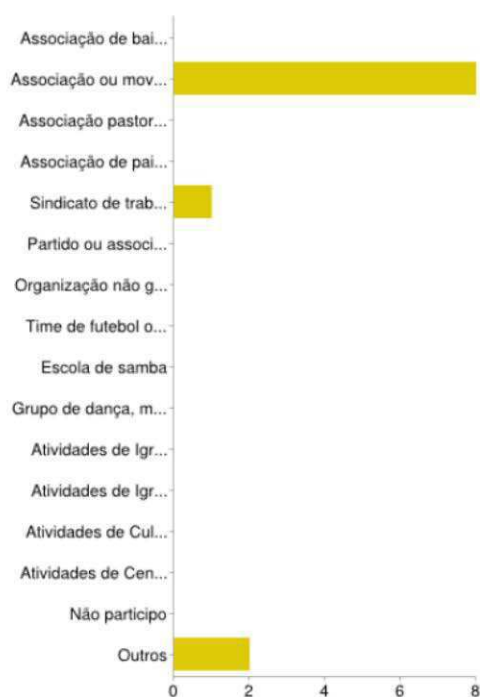 Associação de bai...
Associação ou mov...
Associação pastor...
Associação de pai...
Sindicato de trab...
Partido ou associ...
Organização não g...
Time de futebol o...
Escola de samba
Grupo de dança, m...
Atividades de Igr...
Atividades de Igr...
Atividades de Cul...
Atividades de Cen...
Não participo
Outros
0 2 4 6 8